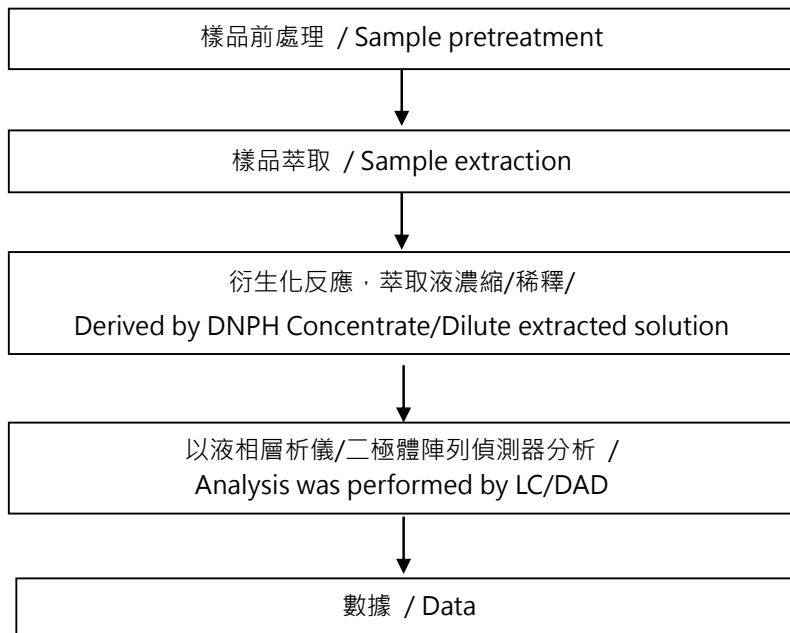 樣品前處理 / Sample pretreatment
樣品萃取 / Sample extraction
衍生化反應，萃取液濃縮/稀釋/
Derived by DNPH Concentrate/Dilute extracted solution
以液相層析儀/二極體陣列偵測器分析 /
Analysis was performed by LC/DAD
數據 / Data